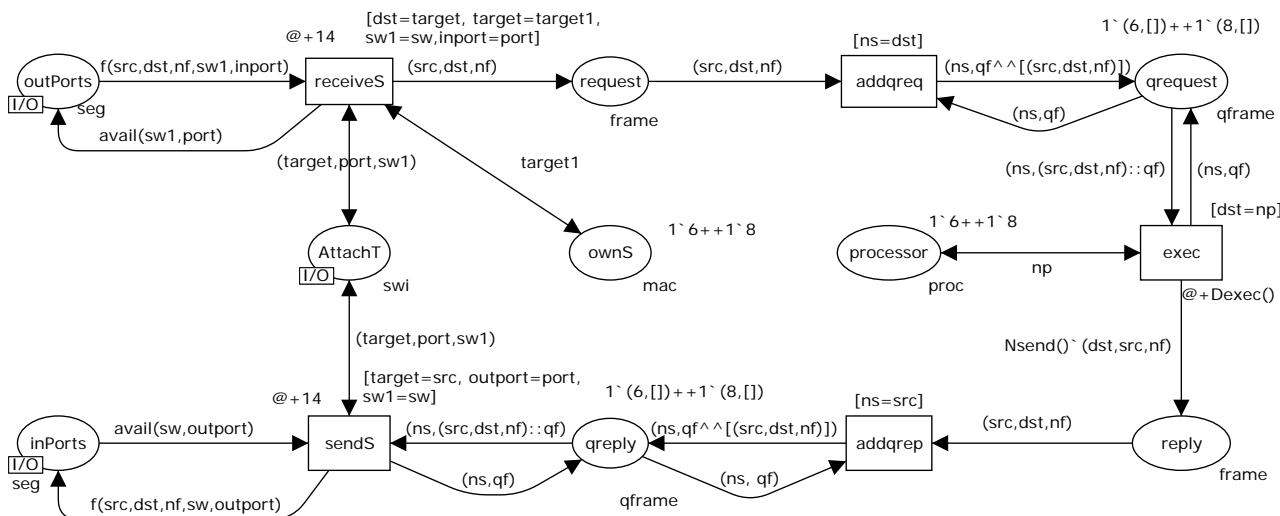 [dst=target, target=target1,
sw1=sw,inport=port]
@+14
1`(6,[])++1`(8,[])
[ns=dst]
f(src,dst,nf,sw1,inport)
(src,dst,nf)
(src,dst,nf)
(ns,qf^^[(src,dst,nf)])
outPorts
receiveS
request
addqreq
qrequest
I/O
seg
frame
(ns,qf)
qframe
avail(sw1,port)
(target,port,sw1)
target1
(ns,(src,dst,nf)::qf)
(ns,qf)
[dst=np]
1`6++1`8
1`6++1`8
AttachT
ownS
processor
exec
I/O
swi
mac
proc
np
@+Dexec()
(target,port,sw1)
Nsend()`(dst,src,nf)
[target=src, outport=port,
sw1=sw]
@+14
1`(6,[])++1`(8,[])
[ns=src]
avail(sw,outport)
(ns,(src,dst,nf)::qf)
(ns,qf^^[(src,dst,nf)])
(src,dst,nf)
inPorts
sendS
qreply
addqrep
reply
I/O
seg
(ns,qf)
(ns, qf)
frame
f(src,dst,nf,sw,outport)
qframe